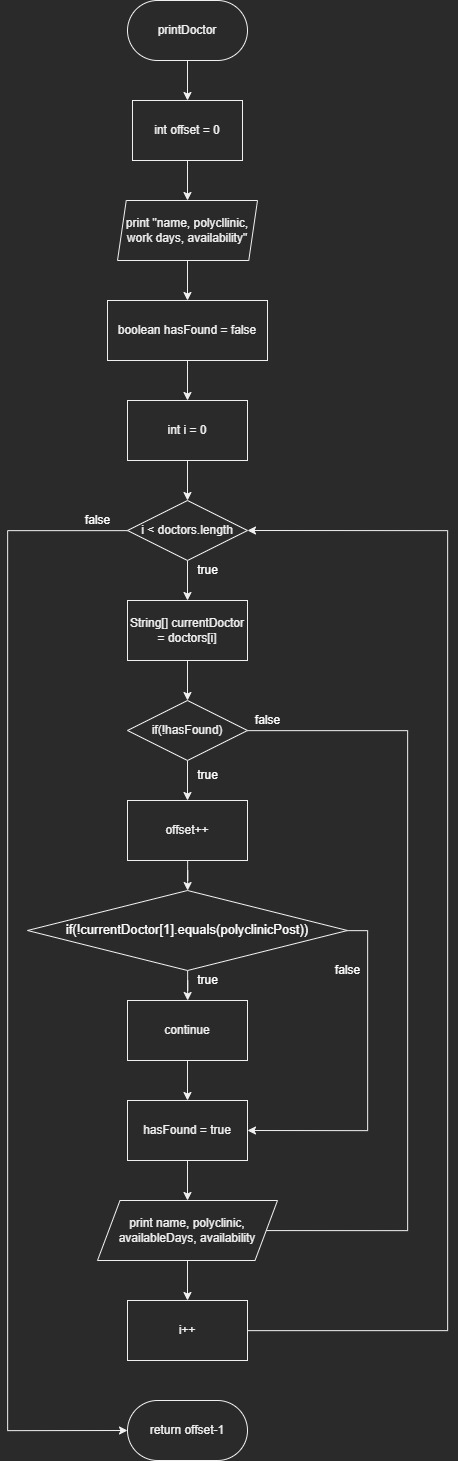 printDoctor
int offset = 0
print "name, polycllinic,
work days, availability"
boolean hasFound = false
int i = 0
false
i < doctors.length
true
String[] currentDoctor
= doctors[i]
if(!hasFound)
false
true
offset++
if(!currentDoctor[1].equals(polyclinicPost))
true
false
continue
hasFound = true
print name, polyclinic,
availableDays, availability
i++
return offset-1